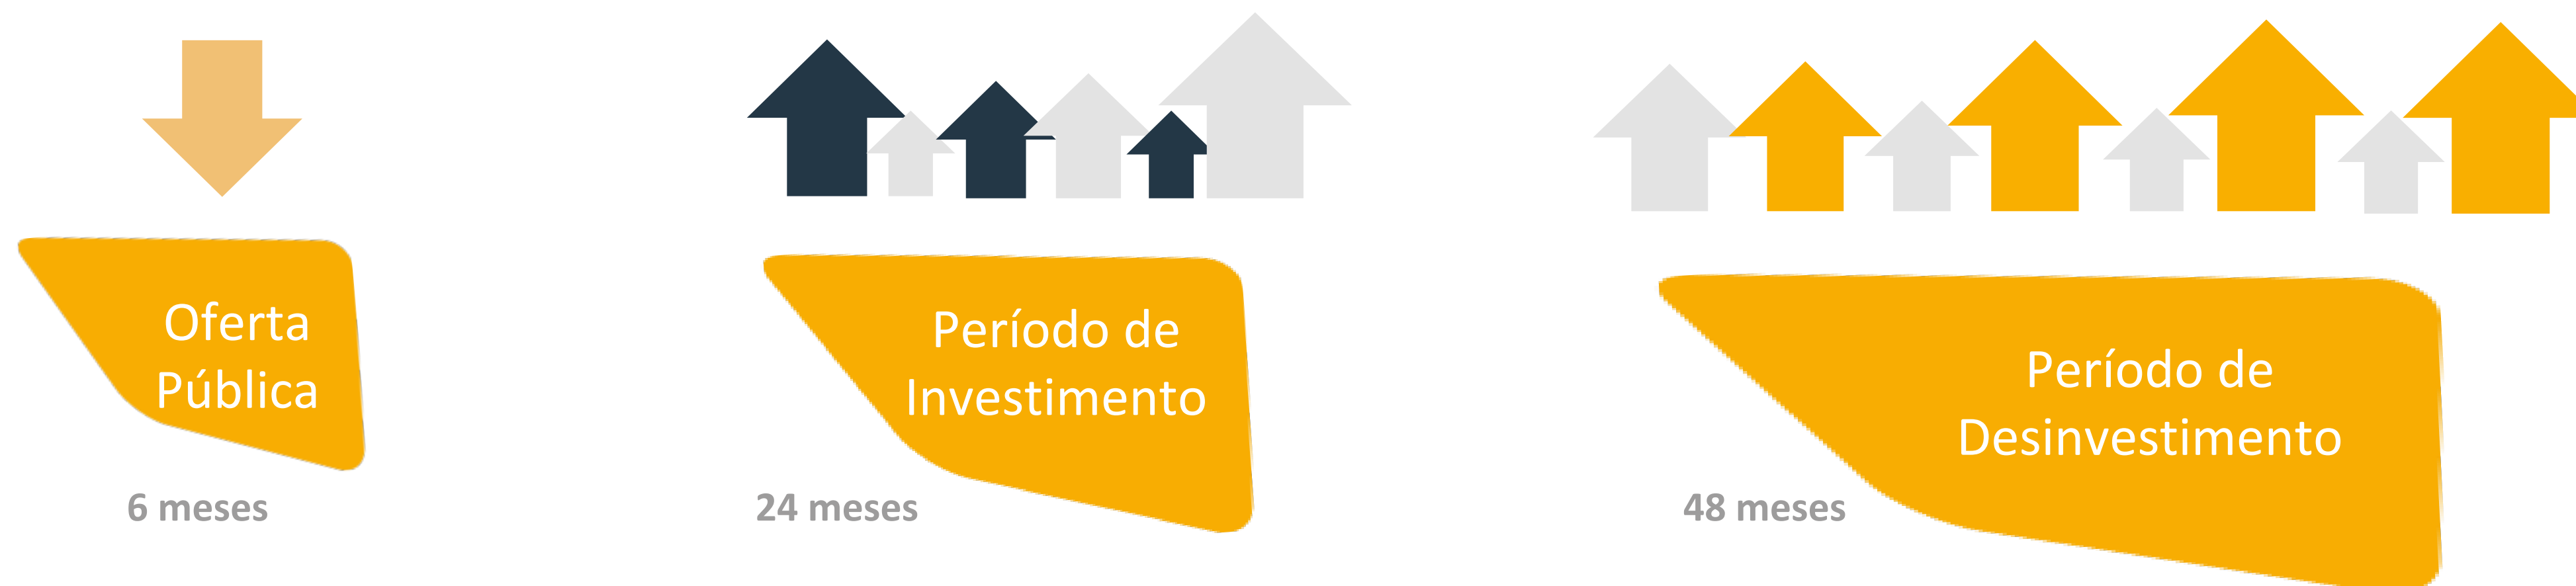 Oferta
Pública
6 meses
Período de
Investimento
24 meses
Período de
Desinvestimento
48 meses